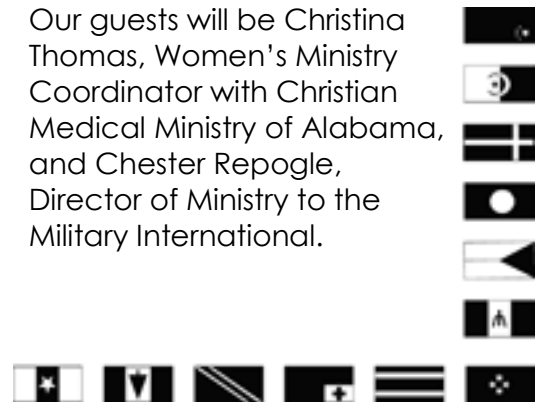 Our guests will be Christina
Thomas, Women’s Ministry
Coordinator with Christian
Medical Ministry of Alabama,
and Chester Repogle,
Director of Ministry to the
Military International.